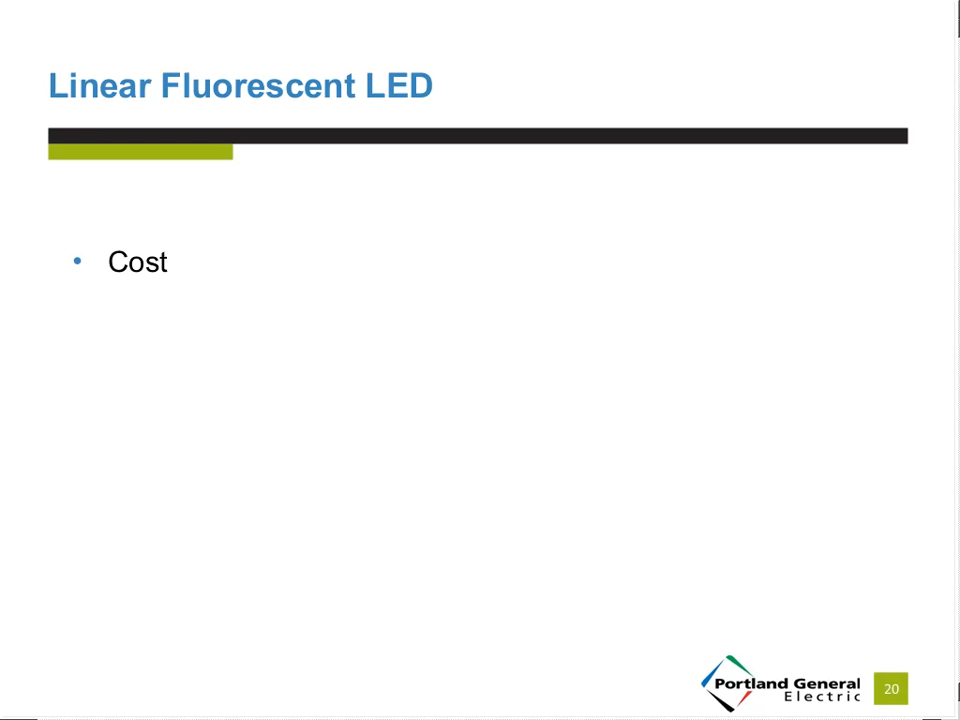 Linear Fluorescent LED
• Cost
Portland General
Electric
20